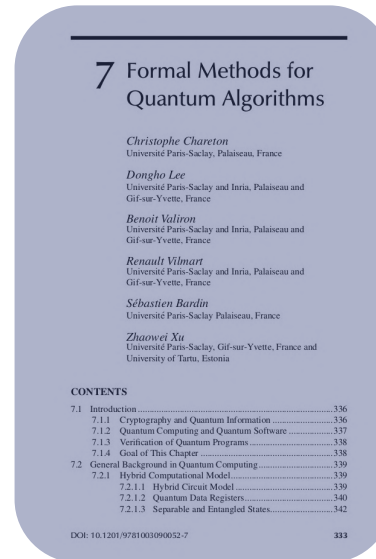 7 Formal Methods for
Quantum Algorithms
Christophe Chareton
Université Paris-Saclay, Palaiseau, France
Dongho Lee
Université Paris-Saclay and Inria, Palaiseau and
Gif-sur-Yvette, France
Benoit Valiron
Université Paris-Saclay and Inria, Palaiseau and
Gif-sur-Yvette, France
Renault Vilmart
Université Paris-Saclay and Inria, Palaiseau and
Gif-sur-Yvette, France
Sébastien Bardin
Université Paris-Saclay Palaiseau, France
Zhaowei Xu
Université Paris-Saclay, Gif-sur-Yvette, France and
University of Tartu, Estonia
CONTENTS
7.1 Introduction ..... 336
7.1.1 Cryptography and Quantum Information ..... 336
7.1.2 Quantum Computing and Quantum Software ..... 337
7.1.3 Verification of Quantum Programs ..... 338
7.1.4 Goal of This Chapter ..... 338
7.2 General Background in Quantum Computing ..... 339
7.2.1 Hybrid Computational Model ..... 339
7.2.1.1 Hybrid Circuit Model ..... 339
7.2.1.2 Quantum Data Registers ..... 340
7.2.1.3 Separable and Entangled States ..... 342
DOI: 10.1201/9781003090052-7 333